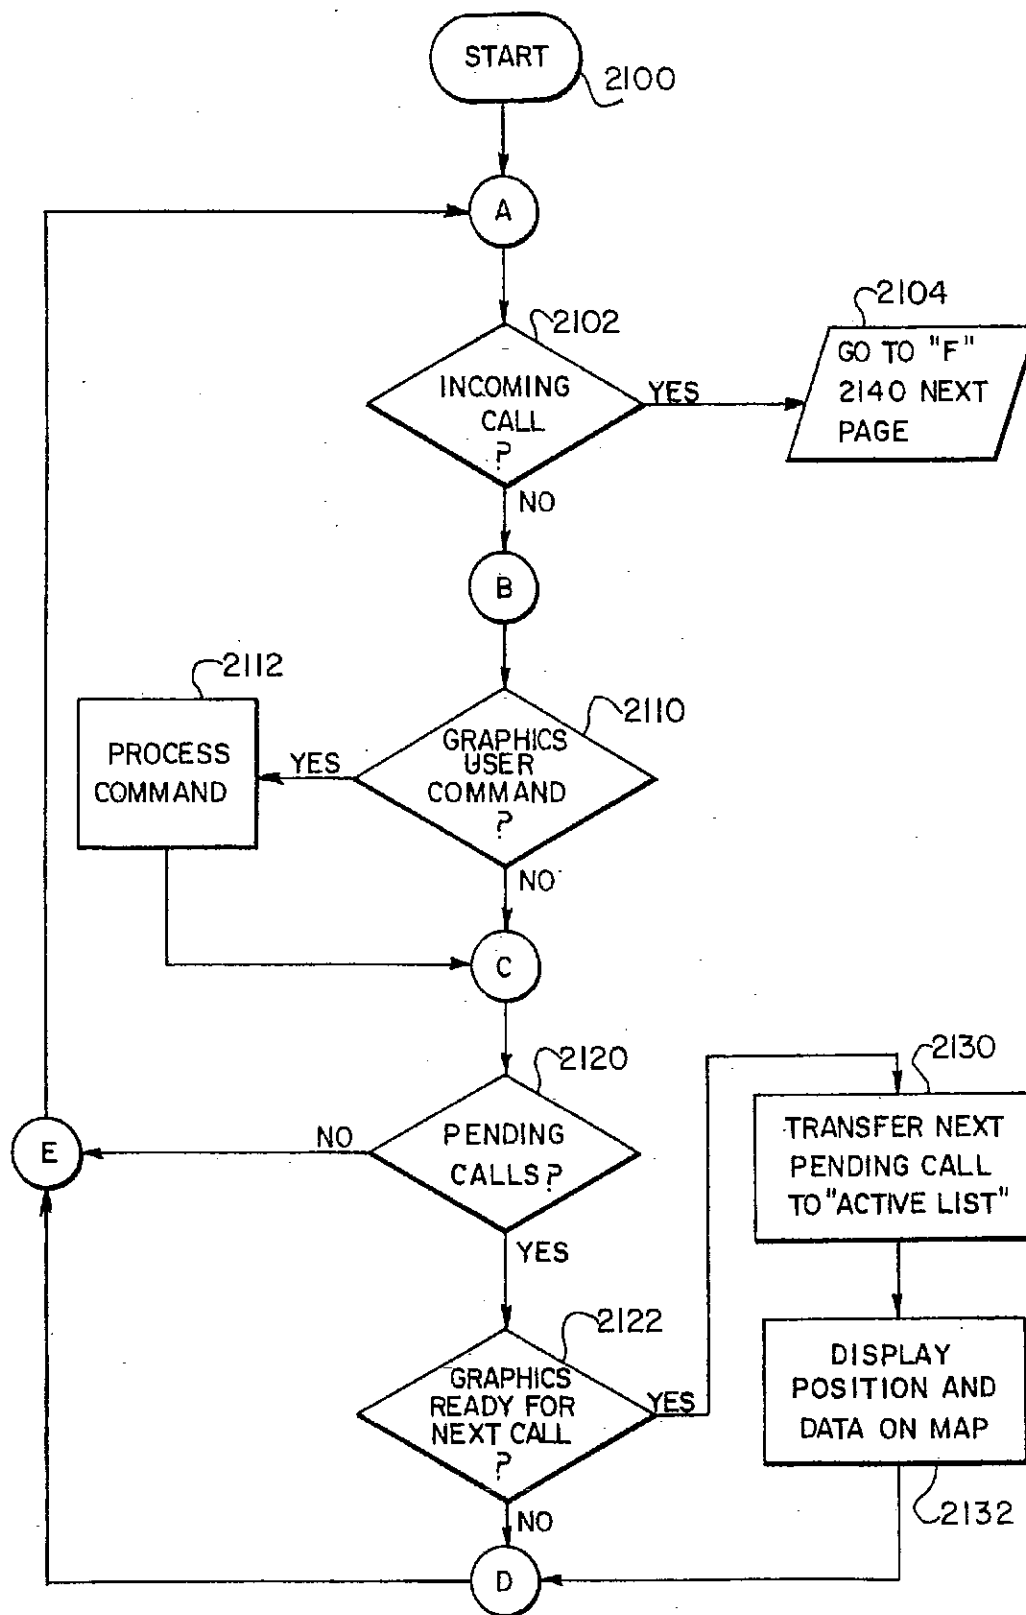 START
2100
A
2102
INCOMING
CALL
?
YES
2104
GO TO "F"
2140 NEXT
PAGE
NO
B
2112
PROCESS
COMMAND
YES
2110
GRAPHICS
USER
COMMAND
?
NO
C
2120
PENDING
CALLS?
NO
E
YES
2130
TRANSFER NEXT
PENDING CALL
TO "ACTIVE LIST"
2122
GRAPHICS
READY FOR
NEXT CALL
?
YES
DISPLAY
POSITION AND
DATA ON MAP
2132
NO
D